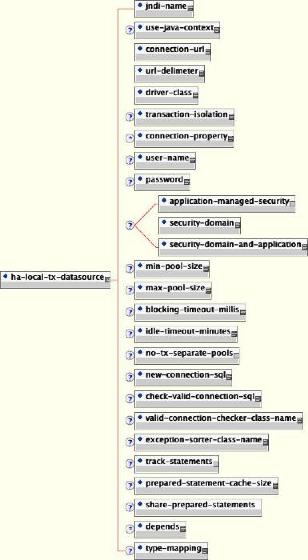 jndi-name
use-java-context
connection-url
url-delimeter
driver-class
transaction-isolation
connection-property
user-name
password
application-managed-security
security-domain
security-domain-and-application
ha-local-tx-datasource
min-pool-size
max-pool-size
blocking-timeout-millis
idle-timeout-minutes
no-tx-separate-pools
new-connection-sql
check-valid-connection-sql
valid-connection-checker-class-name
exception-sorter-class-name
track-statements
prepared-statement-cache-size
share-prepared-statements
depends
type-mapping